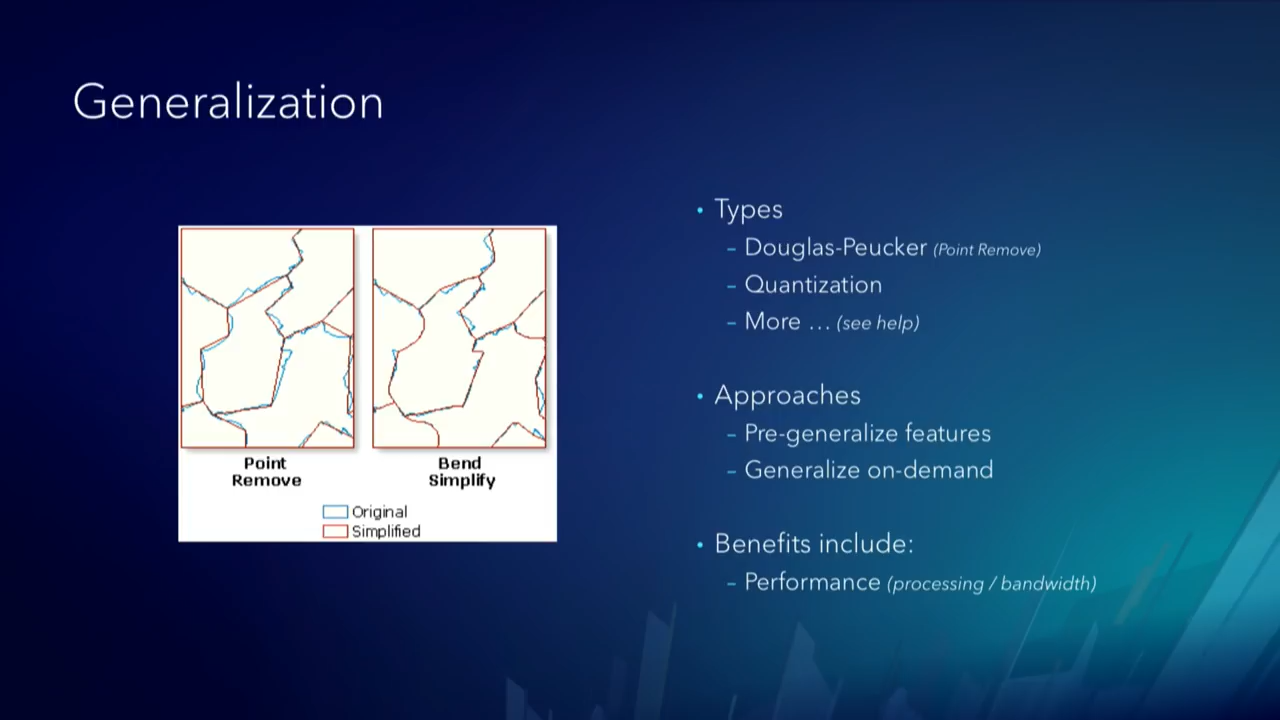 Generalization
Point
Remove
Bend
Simplify
Original
Simplified
• Types
– Douglas-Peucker (Point Remove)
– Quantization
– More ... (see help)
• Approaches
– Pre-generalize features
– Generalize on-demand
• Benefits include:
– Performance (processing / bandwidth)